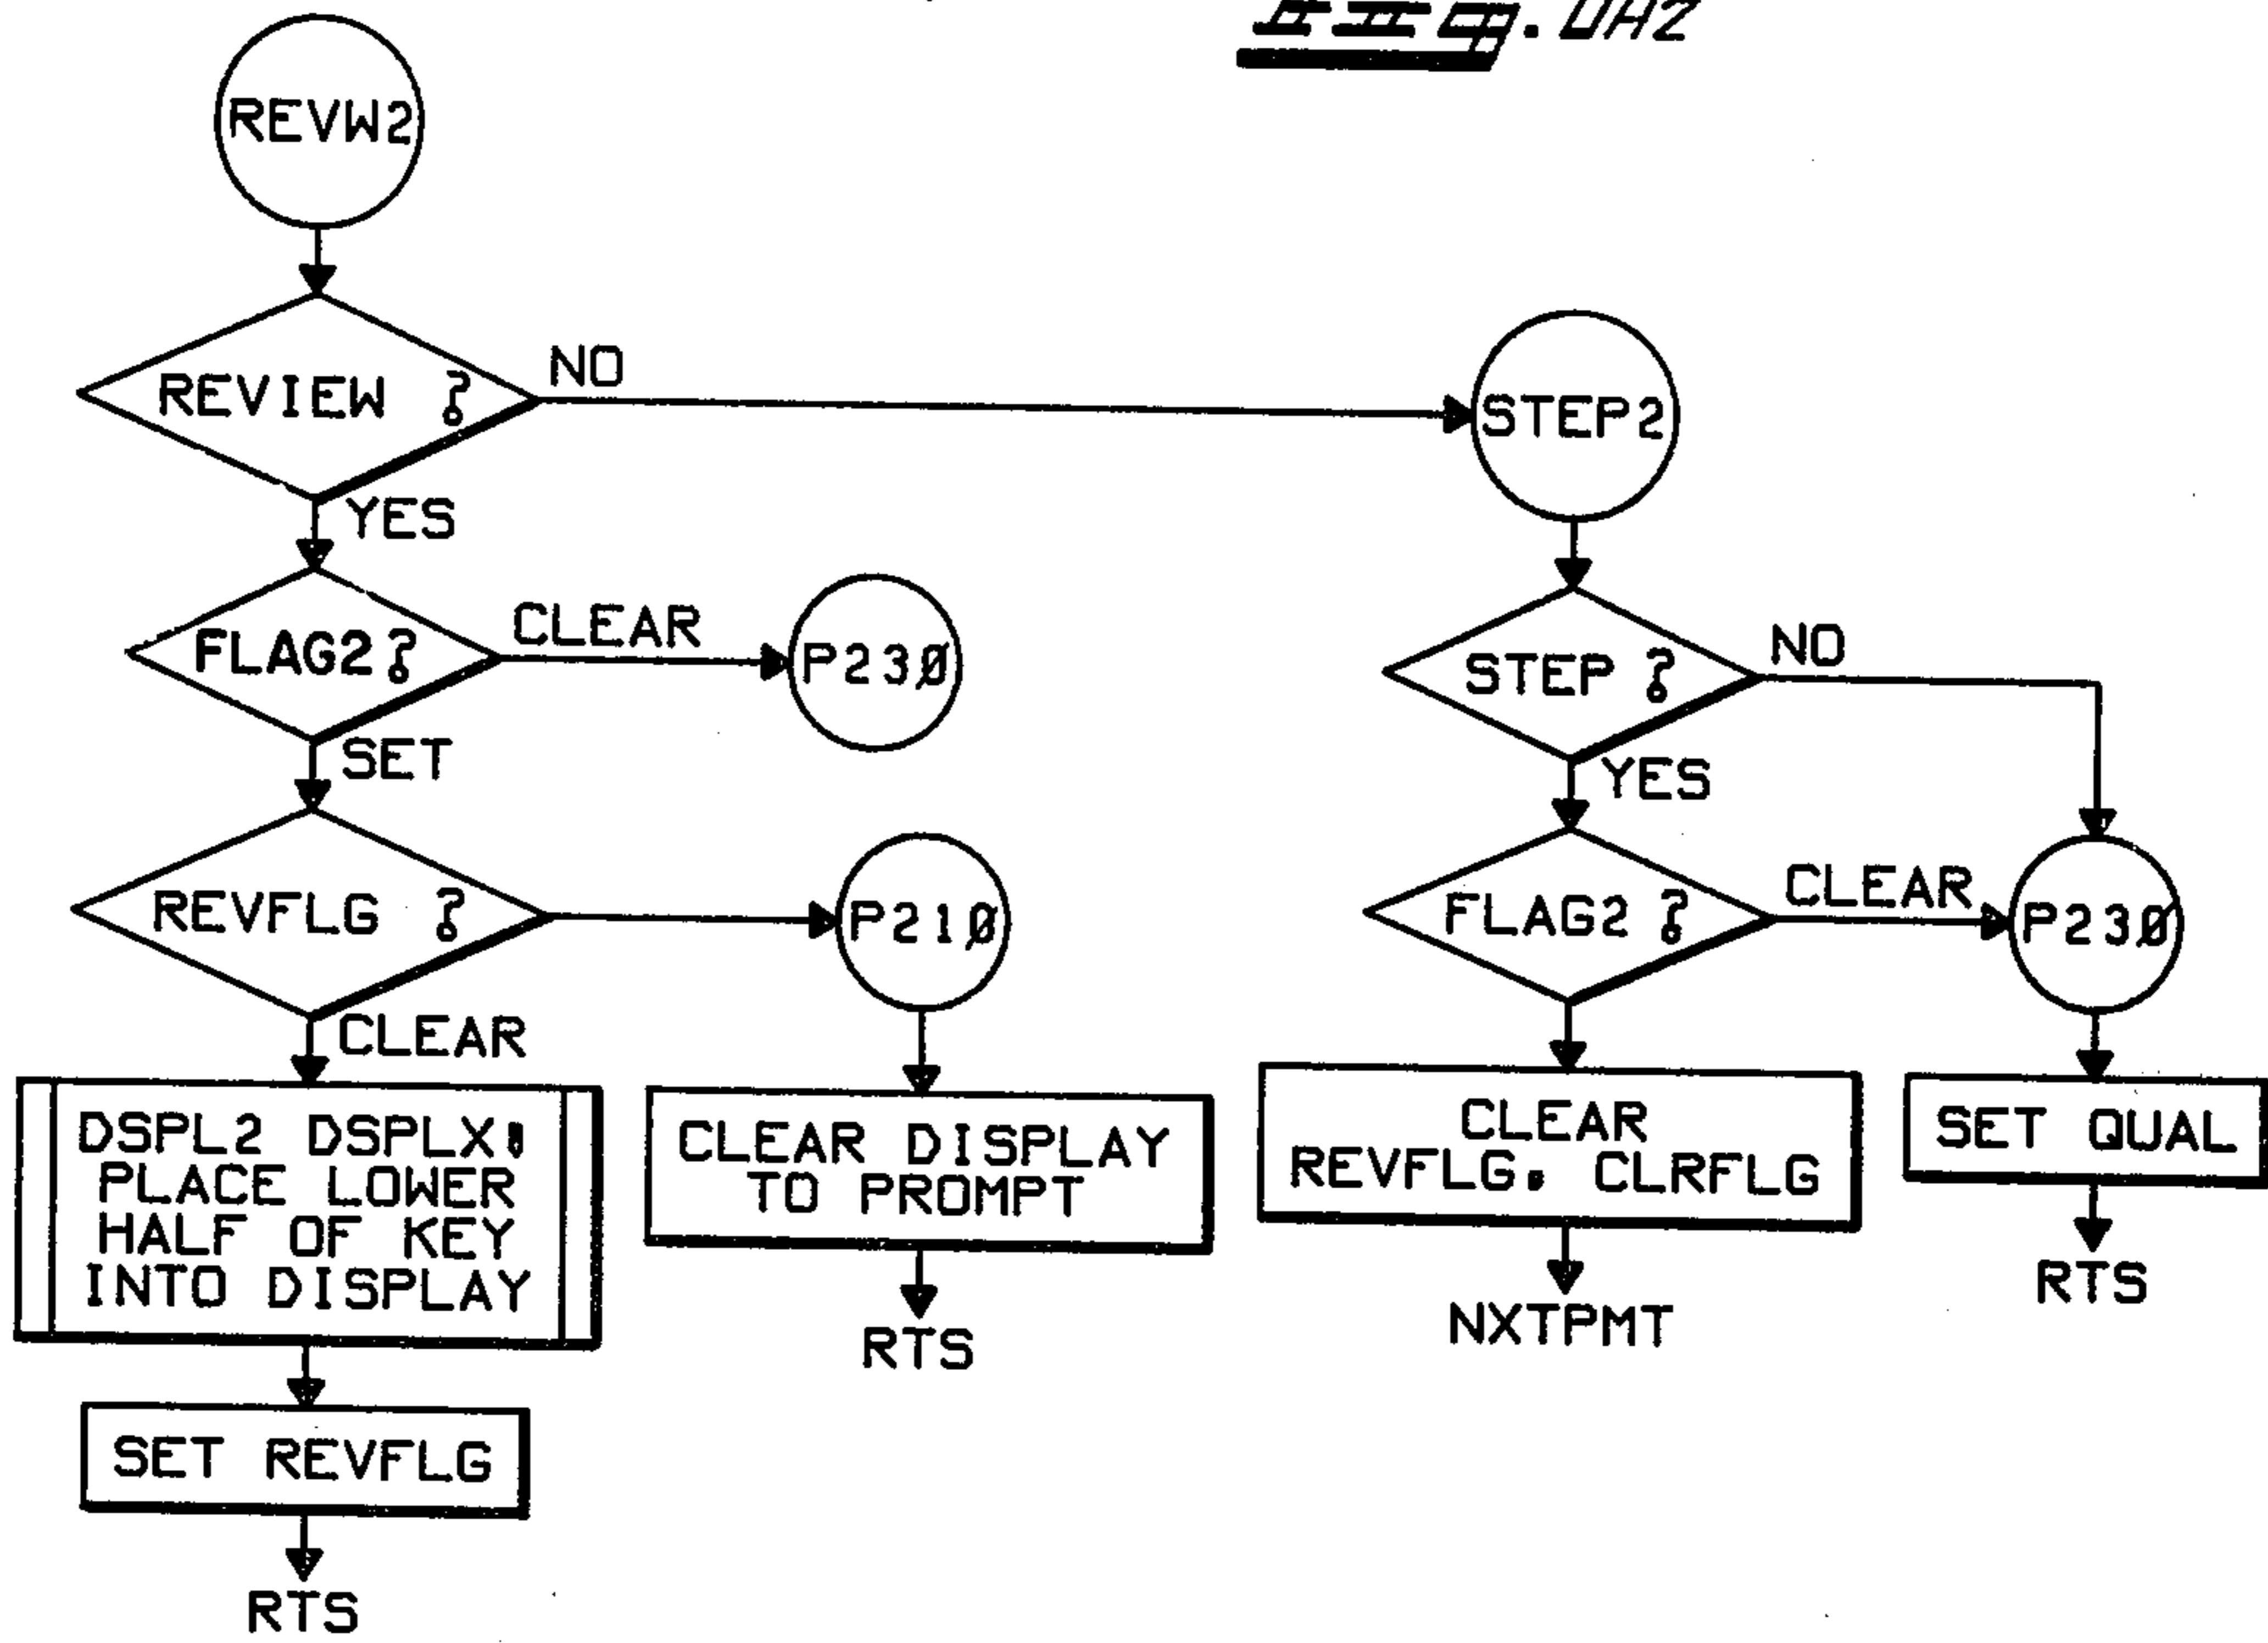 REVW2
REVIEW ?
NO
YES
STEP2
FLAG2?
CLEAR
P230
SET
STEP ?
NO
YES
REVFLG ?
P210
CLEAR
FLAG2 ?
CLEAR
P230
DSPL2 DSPLX:
PLACE LOWER
HALF OF KEY
INTO DISPLAY
CLEAR DISPLAY
TO PROMPT
CLEAR
REVFLG, CLRFLG
SET QUAL
RTS
NXTPMT
RTS
SET REVFLG
RTS